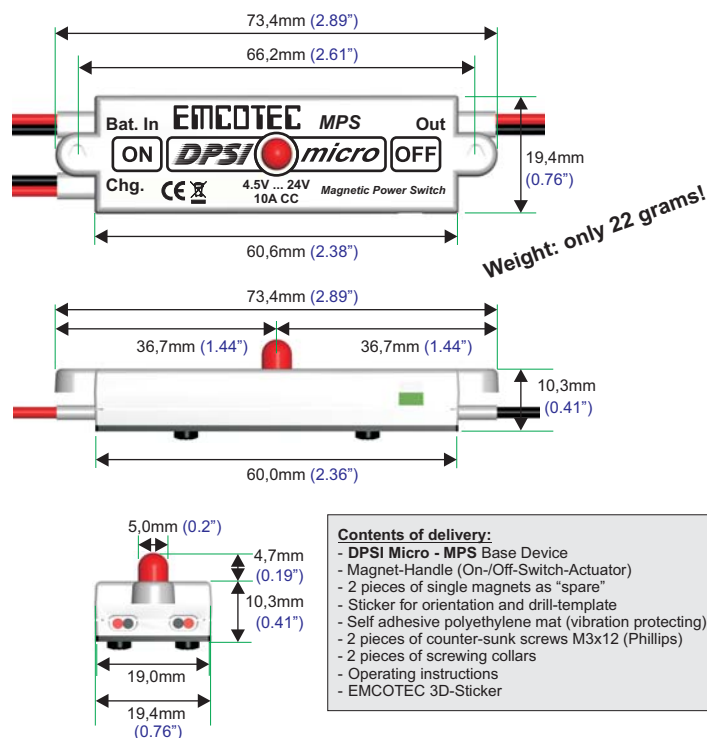 73,4mm (2.89”)
66,2mm (2.61”)
Bat. In EMCOTEC MPS Out
ON DPSI micro OFF
Chg. CE 4.5V ... 24V Magnetic Power Switch
10A CC
19,4mm
(0.76”)
60,6mm (2.38”)
Weight: only 22 grams!
73,4mm (2.89”)
36,7mm (1.44”) 36,7mm (1.44”)
10,3mm
(0.41”)
60,0mm (2.36”)
5,0mm (0.2”)
4,7mm
(0.19”)
10,3mm
(0.41”)
19,0mm
19,4mm
(0.76”)
Contents of delivery:
- DPSI Micro - MPS Base Device
- Magnet-Handle (On-/Off-Switch-Actuator)
- 2 pieces of single magnets as “spare”
- Sticker for orientation and drill-template
- Self adhesive polyethylene mat (vibration protecting)
- 2 pieces of counter-sunk screws M3x12 (Phillips)
- 2 pieces of screwing collars
- Operating instructions
- EMCOTEC 3D-Sticker